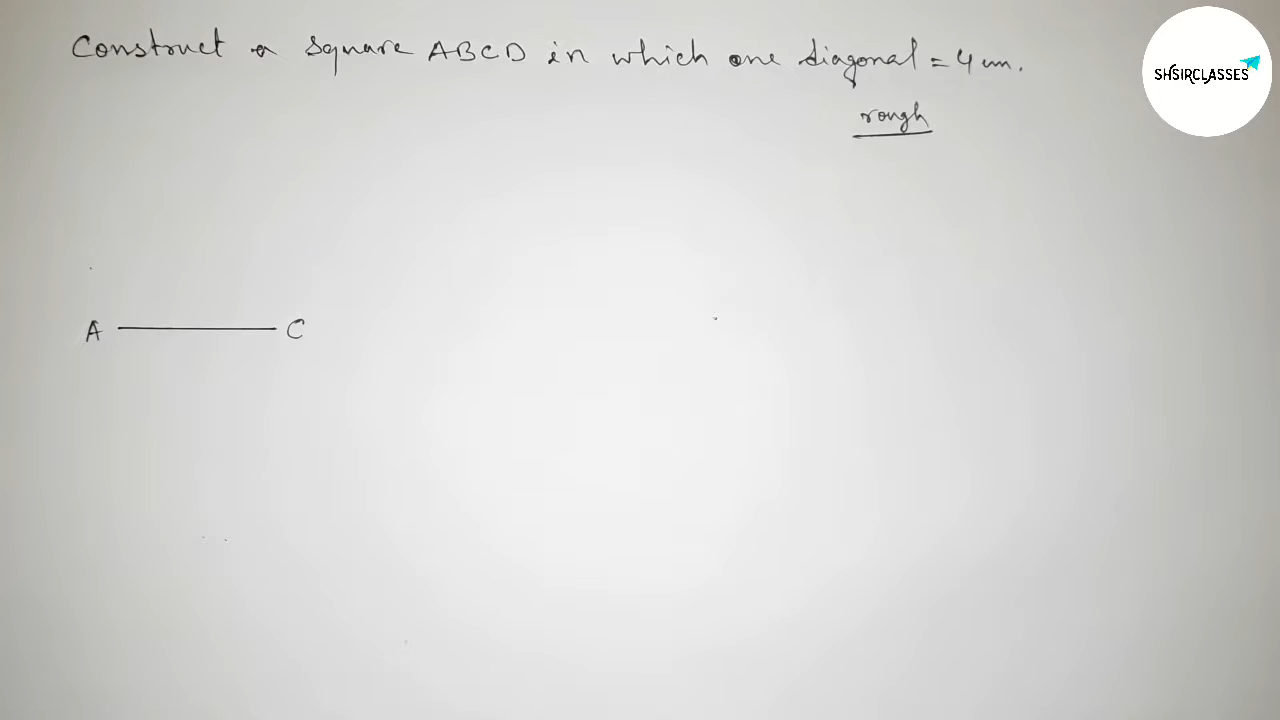 Construct a square ABCD in which one diagonal = 4 cm.
SHSIRCLASSES
rough
A C